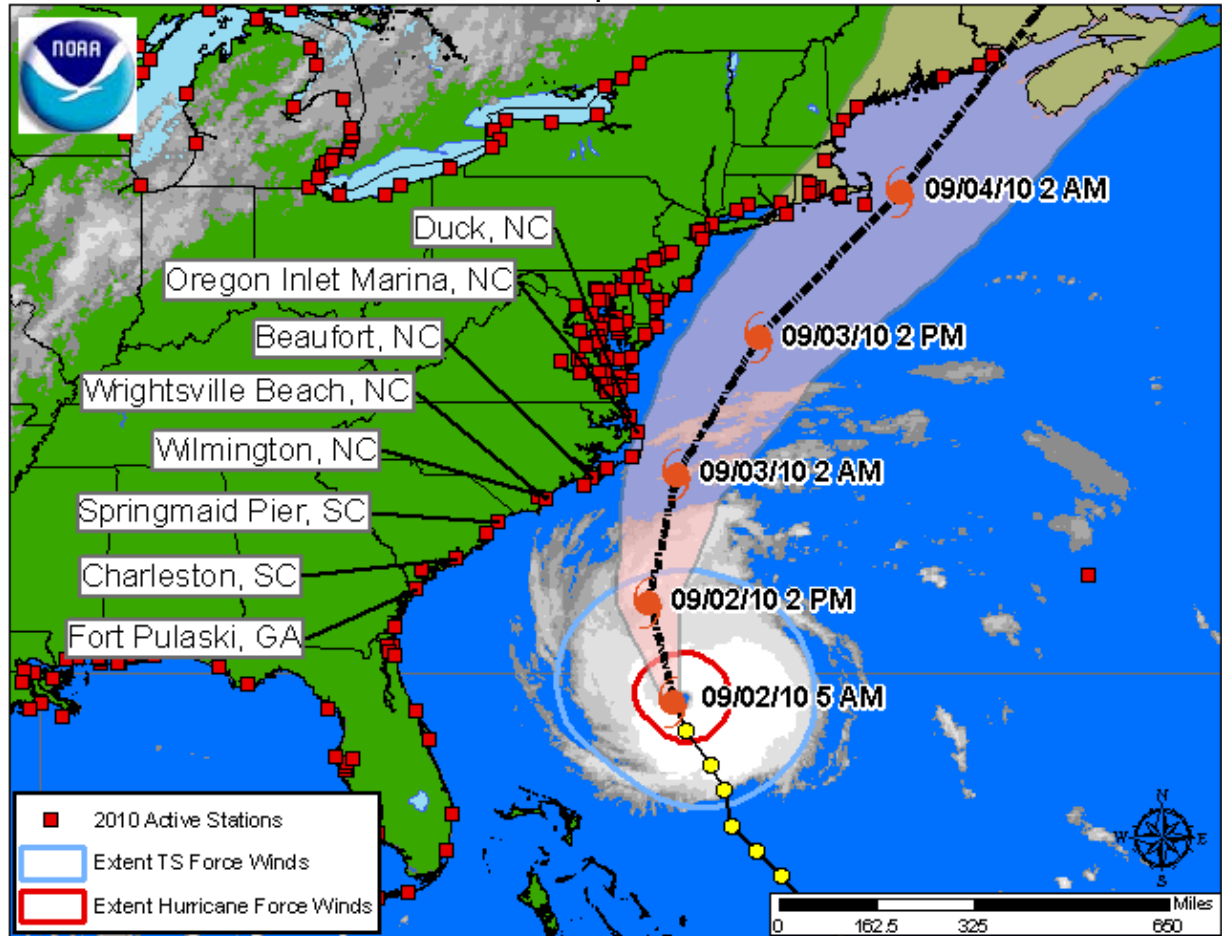 NOAA
Duck, NC
Oregon Inlet Marina, NC
Beaufort, NC
Wrightsville Beach, NC
Wilmington, NC
Springmaid Pier, SC
Charleston, SC
Fort Pulaski, GA
09/04/10 2 AM
09/03/10 2 PM
09/03/10 2 AM
09/02/10 2 PM
09/02/10 5 AM
2010 Active Stations
Extent TS Force Winds
Extent Hurricane Force Winds
N
W E
S
Miles
0 162.5 325 650